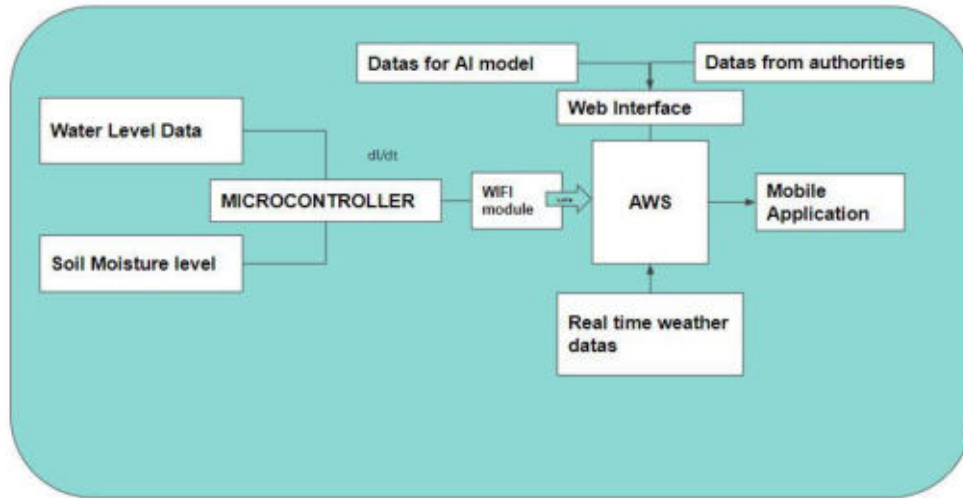 Datas for AI model
Datas from authorities
Web Interface
Water Level Data
dl/dt
MICROCONTROLLER
WIFI
module
AWS
Mobile
Application
Soil Moisture level
Real time weather
datas